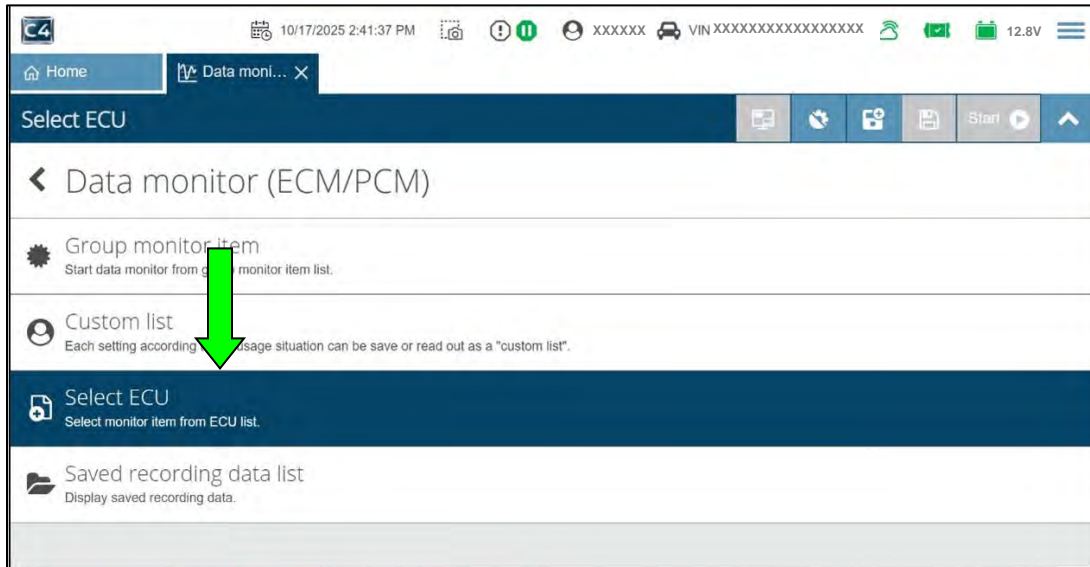 C4
10/17/2025 2:41:37 PM
XXXXXX
VIN XXXXXXXXXXXXXXXXX
12.8V
Home
Data moni...
Select ECU
Start
Data monitor (ECM/PCM)
Group monitor item
Start data monitor from monitor item list.
Custom list
Each setting according usage situation can be save or read out as a "custom list".
Select ECU
Select monitor item from ECU list.
Saved recording data list
Display saved recording data.